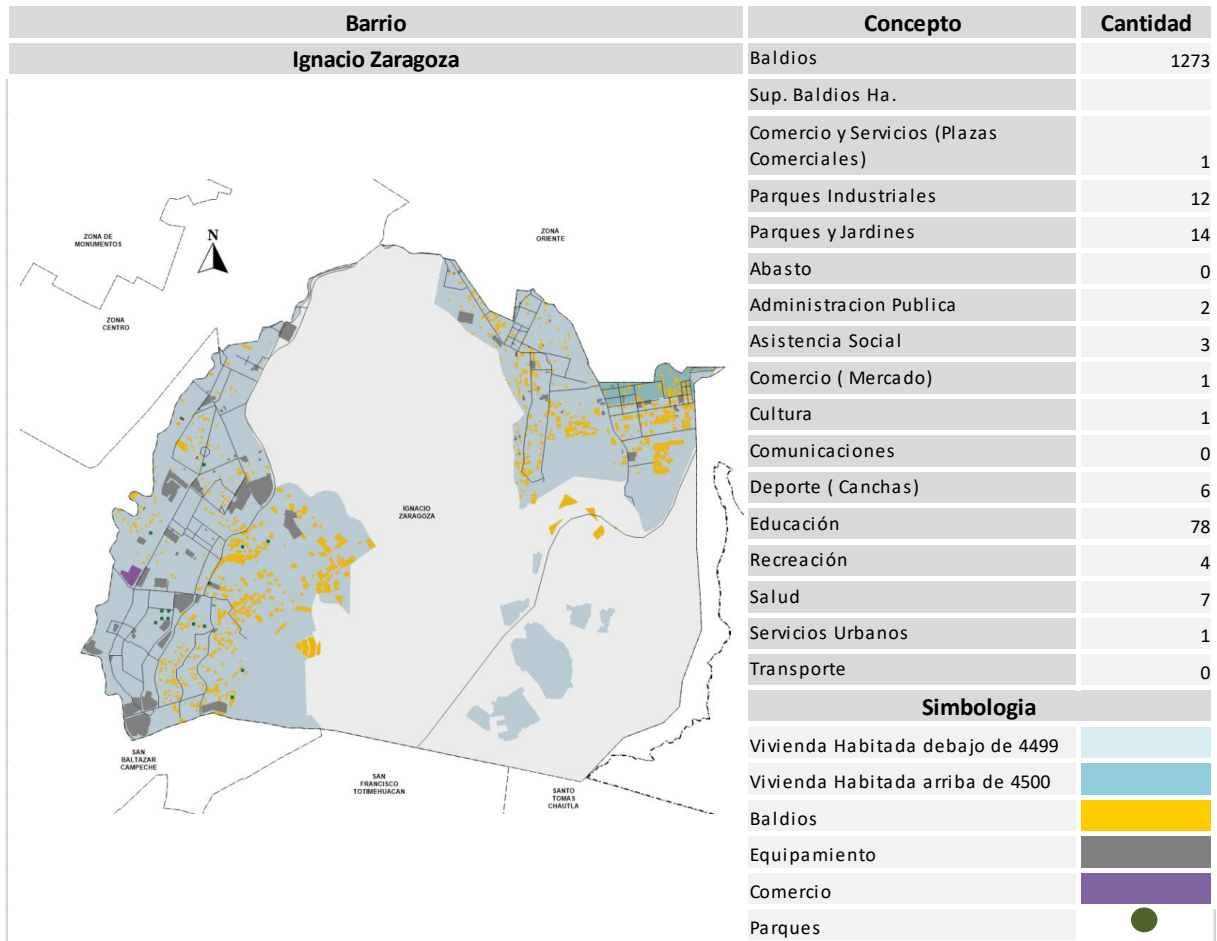 Barrio
Ignacio Zaragoza
ZONA DE
MONUMENTOS
N
ZONA
ORIENTE
ZONA
CENTRO
IGNACIO
ZARAGOZA
SAN
BALTAZAR
CAMPECHE
SAN
FRANCISCO
TOTIMEHUACAN
SANTO
TOMAS
CHAUTLA
Concepto Cantidad
Baldios 1273
Sup. Baldios Ha.
Comercio y Servicios (Plazas
Comerciales) 1
Parques Industriales 12
Parques y Jardines 14
Abasto 0
Administracion Publica 2
Asistencia Social 3
Comercio ( Mercado) 1
Cultura 1
Comunicaciones 0
Deporte ( Canchas) 6
Educación 78
Recreación 4
Salud 7
Servicios Urbanos 1
Transporte 0
Simbologia
Vivienda Habitada debajo de 4499
Vivienda Habitada arriba de 4500
Baldios
Equipamiento
Comercio
Parques